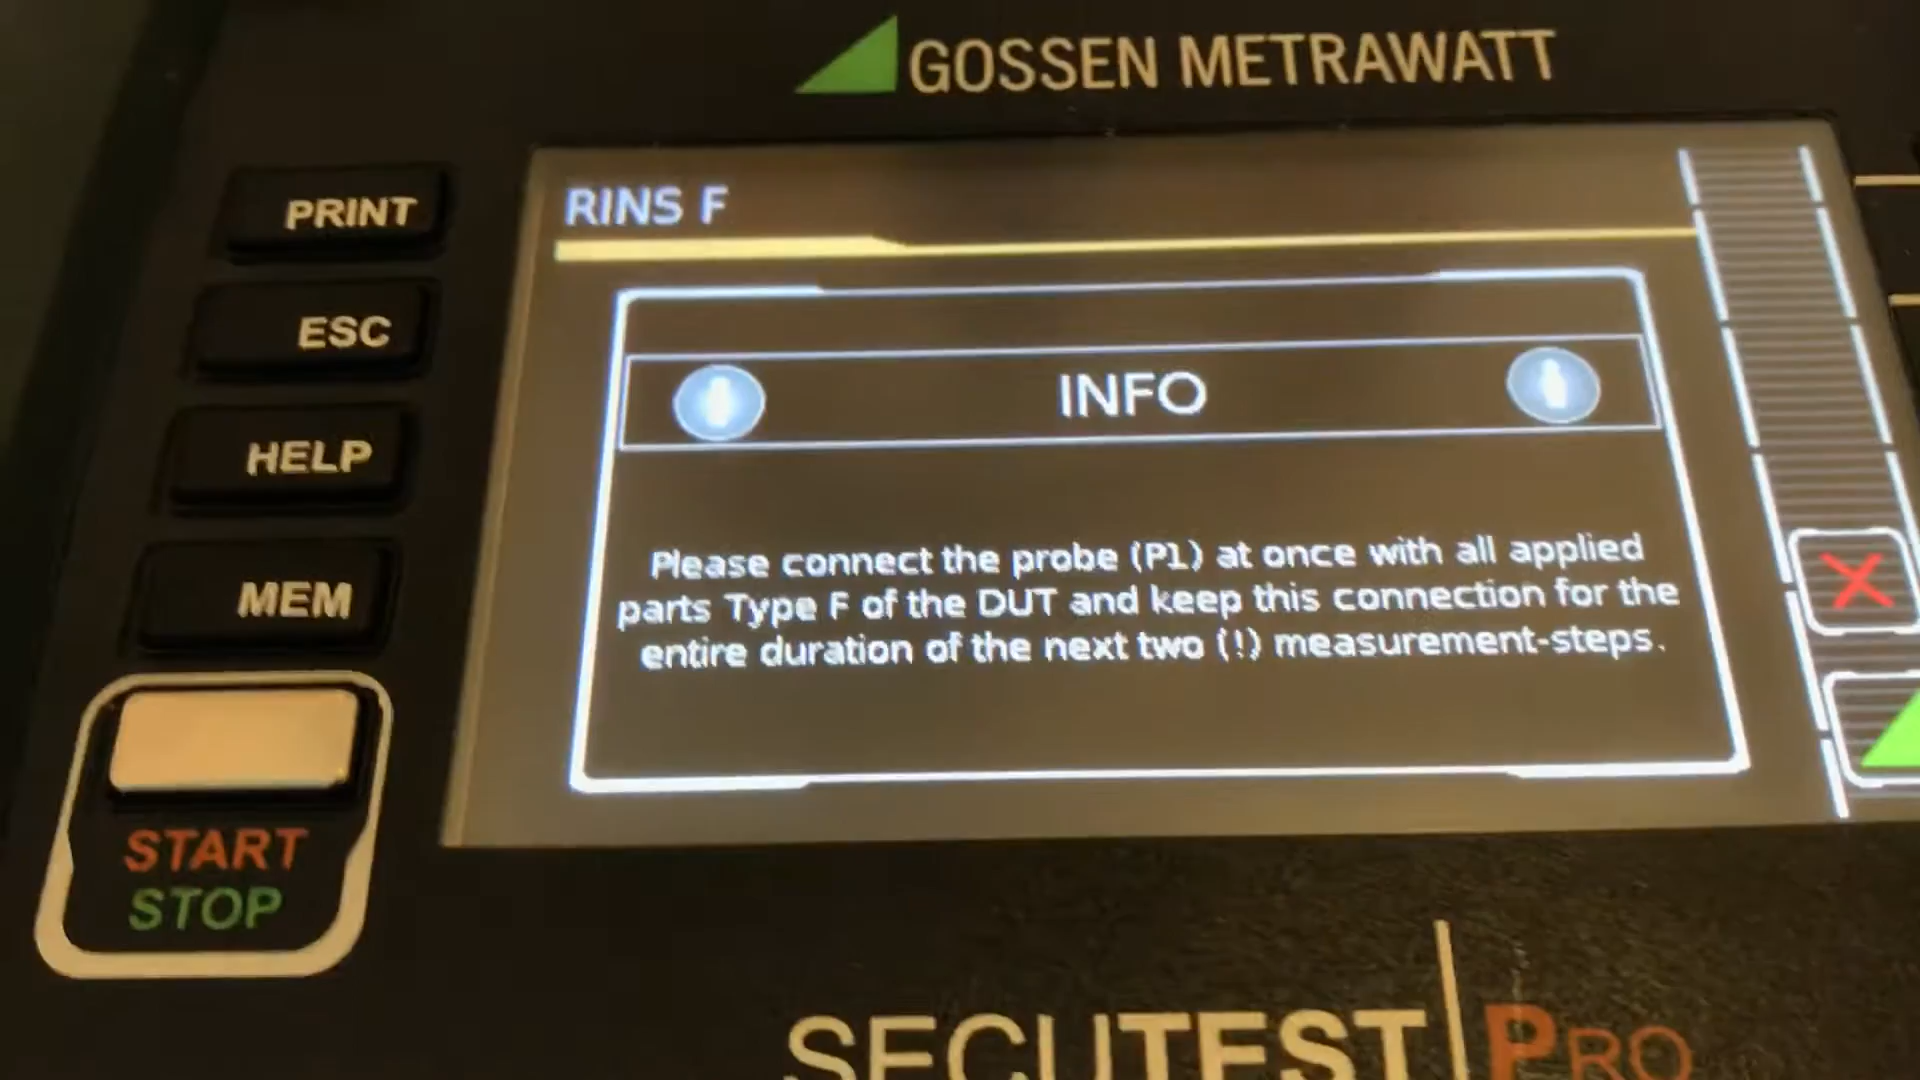 GOSSEN METRAWATT
PRINT
RINS F
ESC
INFO
HELP
Please connect the probe (P1) at once with all applied
parts Type F of the DUT and keep this connection for the
entire duration of the next two (!) measurement-steps.
MEM
START
STOP
SECUTEST PRO